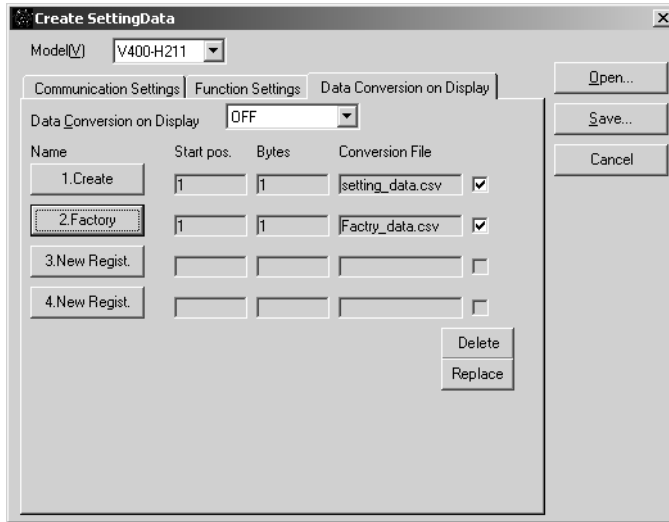 Create SettingData
Model(V) V400-H211
Communication Settings Function Settings Data Conversion on Display
Open...
Data Conversion on Display OFF
Save...
Name Start pos. Bytes Conversion File
Cancel
1.Create 1 1 setting_data.csv
2.Factory 1 1 Factry_data.csv
3.New Regist.
4.New Regist.
Delete
Replace